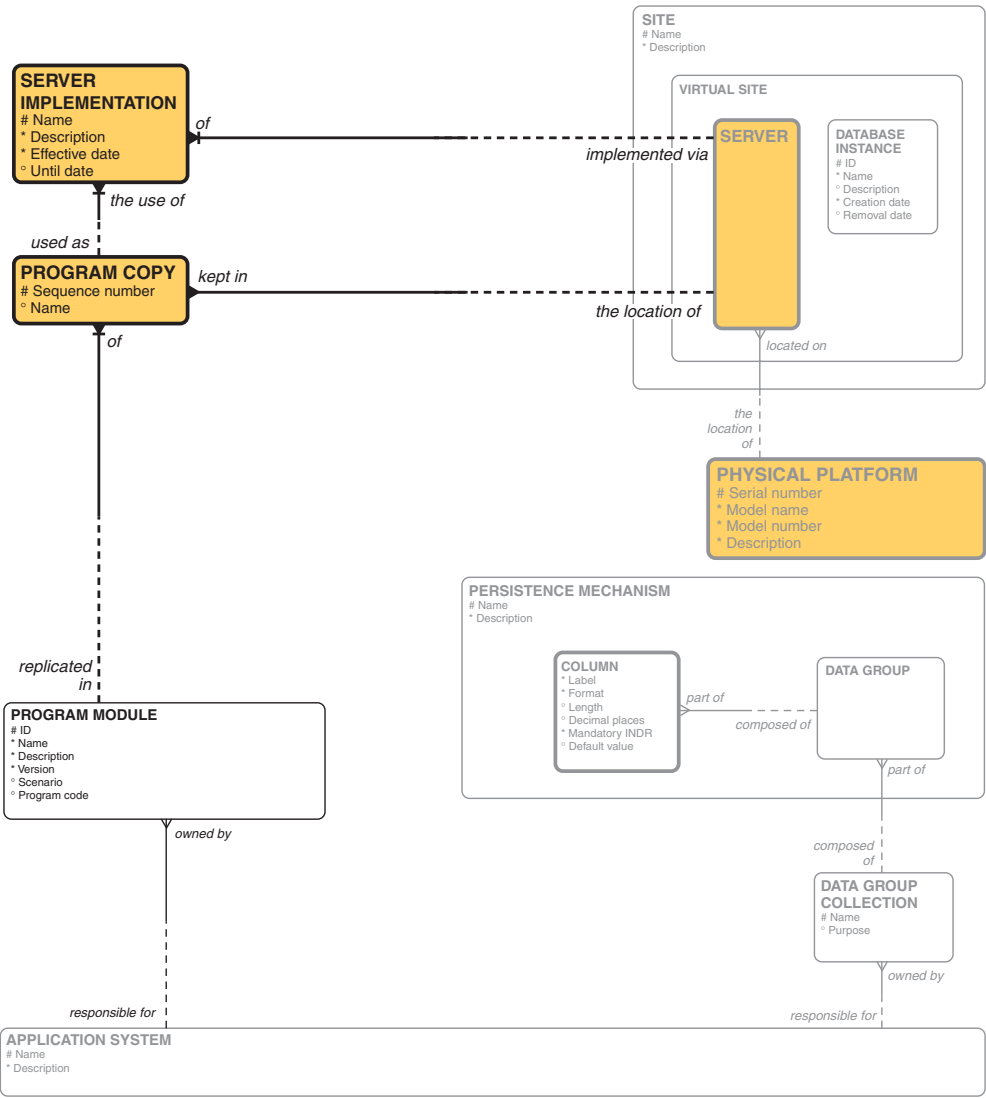 SITE
# Name
* Description
VIRTUAL SITE
SERVER
IMPLEMENTATION
# Name
* Description
* Effective date
° Until date
of
implemented via
SERVER
DATABASE
INSTANCE
# ID
* Name
° Description
* Creation date
° Removal date
the use of
used as
PROGRAM COPY
# Sequence number
° Name
kept in
the location of
of
located on
the
location
of
PHYSICAL PLATFORM
# Serial number
* Model name
* Model number
* Description
PERSISTENCE MECHANISM
# Name
* Description
COLUMN
* Label
* Format
° Length
° Decimal places
* Mandatory INDR
° Default value
part of
composed of
DATA GROUP
part of
replicated
in
PROGRAM MODULE
# ID
* Name
* Description
* Version
° Scenario
° Program code
owned by
composed
of
DATA GROUP
COLLECTION
# Name
° Purpose
owned by
responsible for
responsible for
APPLICATION SYSTEM
# Name
* Description